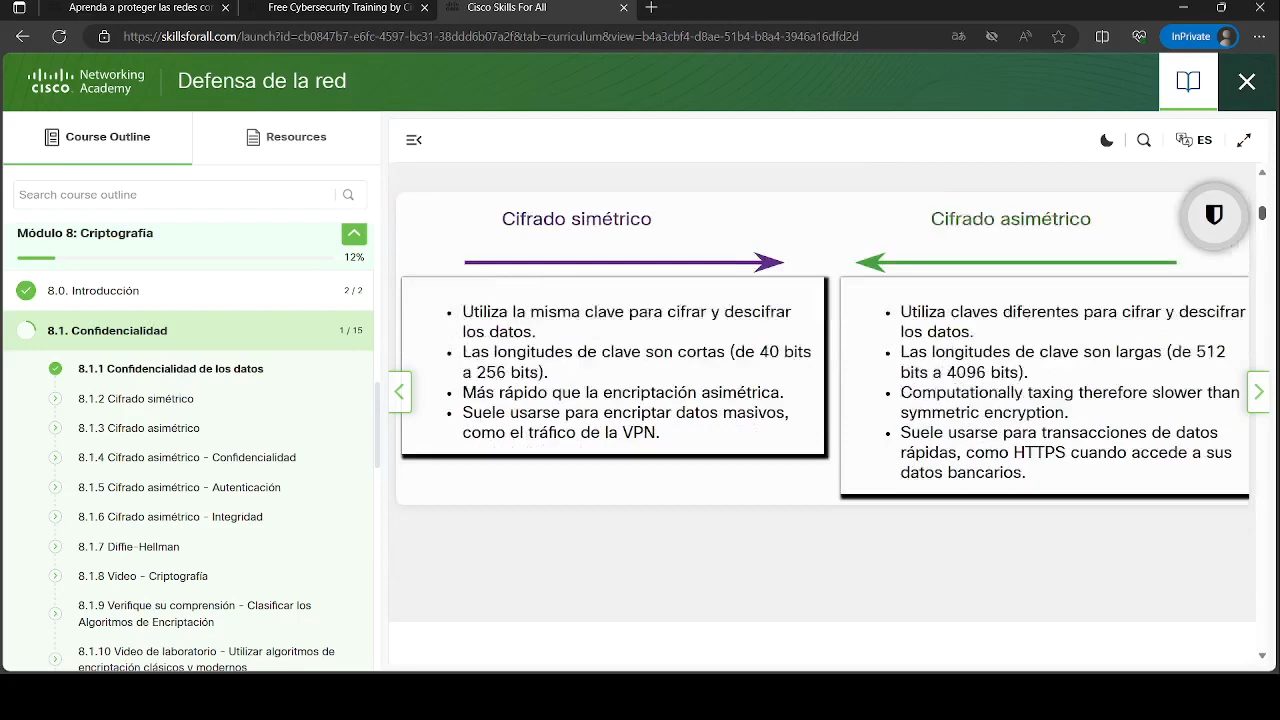 Aprenda a proteger las redes cor
Free Cybersecurity Training by Ci
Cisco Skills For All
https://skillsforall.com/launch?id=cb0847b7-e6fc-4597-bc31-38ddd6b07a2f&tab=curriculum&view=b4a3cbf4-d8ae-51b4-b8a4-3946a16dfd2d
InPrivate
Networking
CISCO Academy
Defensa de la red
Course Outline
Resources
ES
Search course outline
Módulo 8: Criptografía
12%
8.0. Introducción
2 / 2
8.1. Confidencialidad
1 / 15
8.1.1 Confidencialidad de los datos
8.1.2 Cifrado simétrico
8.1.3 Cifrado asimétrico
8.1.4 Cifrado asimétrico - Confidencialidad
8.1.5 Cifrado asimétrico - Autenticación
8.1.6 Cifrado asimétrico - Integridad
8.1.7 Diffie-Hellman
8.1.8 Video - Criptografía
8.1.9 Verifique su comprensión - Clasificar los
Algoritmos de Encriptación
8.1.10 Video de laboratorio - Utilizar algoritmos de
encriptación clásicos y modernos
Cifrado simétrico
• Utiliza la misma clave para cifrar y descifrar
los datos.
• Las longitudes de clave son cortas (de 40 bits
a 256 bits).
• Más rápido que la encriptación asimétrica.
• Suele usarse para encriptar datos masivos,
como el tráfico de la VPN.
Cifrado asimétrico
• Utiliza claves diferentes para cifrar y descifrar
los datos.
• Las longitudes de clave son largas (de 512
bits a 4096 bits).
• Computationally taxing therefore slower than
symmetric encryption.
• Suele usarse para transacciones de datos
rápidas, como HTTPS cuando accede a sus
datos bancarios.